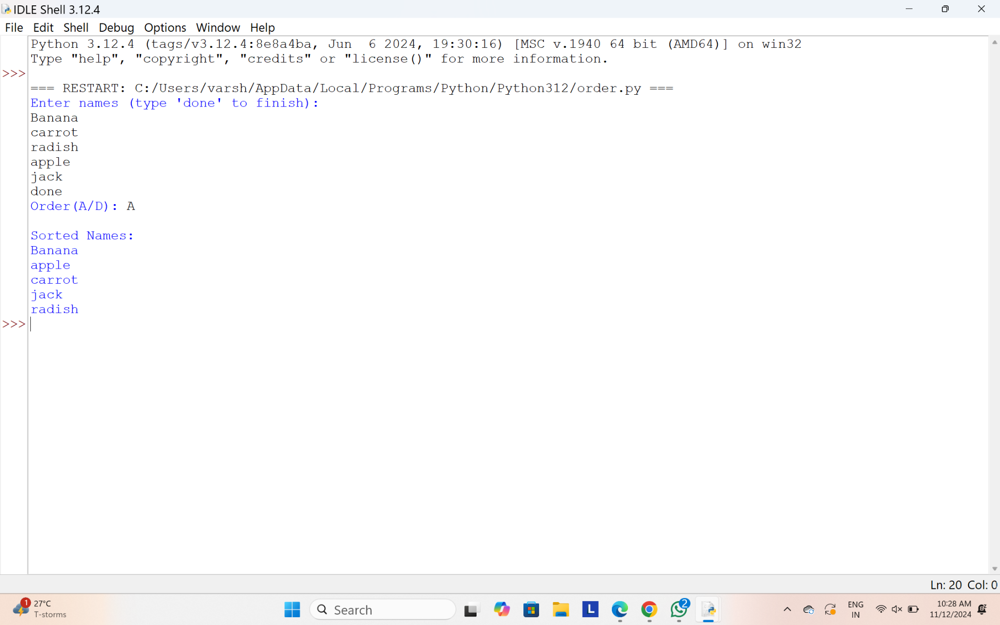 IDLE Shell 3.12.4
File Edit Shell Debug Options Window Help
Python 3.12.4 (tags/v3.12.4:8e8a4ba, Jun  6 2024, 19:30:16) [MSC v.1940 64 bit (AMD64)] on win32
Type "help", "copyright", "credits" or "license()" for more information.
>>>
=== RESTART: C:/Users/varsh/AppData/Local/Programs/Python/Python312/order.py ===
Enter names (type 'done' to finish):
Banana
carrot
radish
apple
jack
done
Order(A/D): A
Sorted Names:
Banana
apple
carrot
jack
radish
>>>
Ln: 20 Col: 0
1
27°C
T-storms
Search
L
2
ENG
IN
10:28 AM
11/12/2024